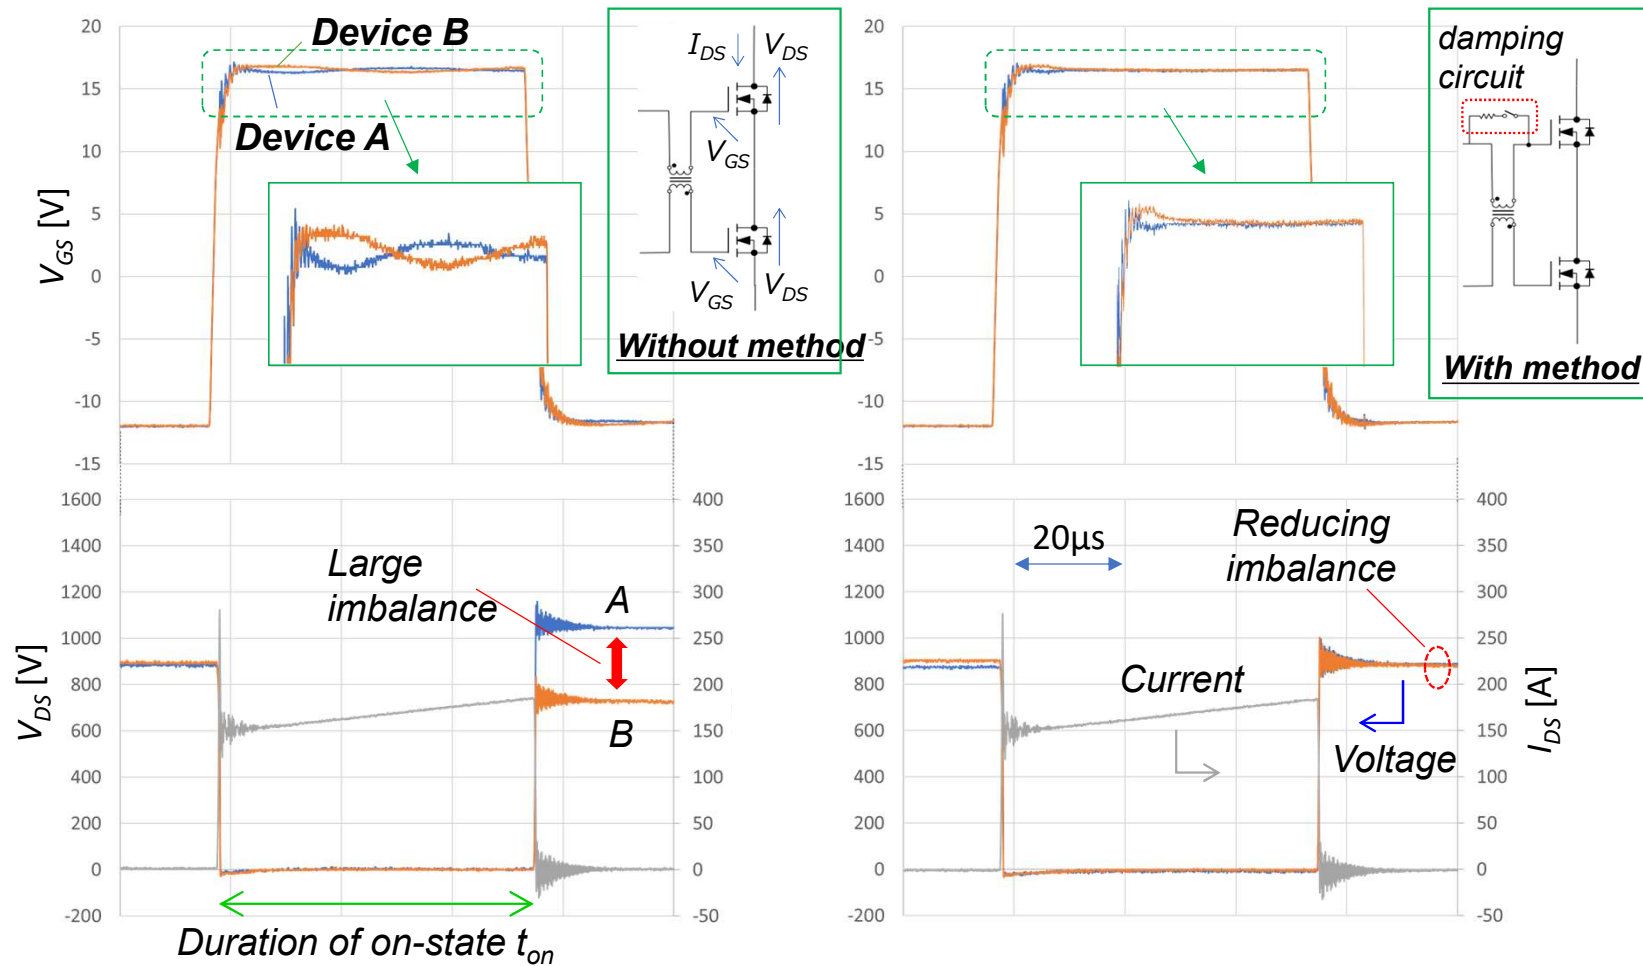 20
15
10
5
0
-5
-10
-15
V_GS [V]
Device B
Device A
I_DS
V_DS
V_GS
V_GS
V_DS
Without method
1600
1400
1200
1000
800
600
400
200
0
-200
V_DS [V]
400
350
300
250
200
150
100
50
0
-50
Large
imbalance
A
B
Duration of on-state t_on
20
15
10
5
0
-5
-10
-15
damping
circuit
With method
1600
1400
1200
1000
800
600
400
200
0
-200
400
350
300
250
200
150
100
50
0
-50
I_DS [A]
20μs
Reducing
imbalance
Current
Voltage